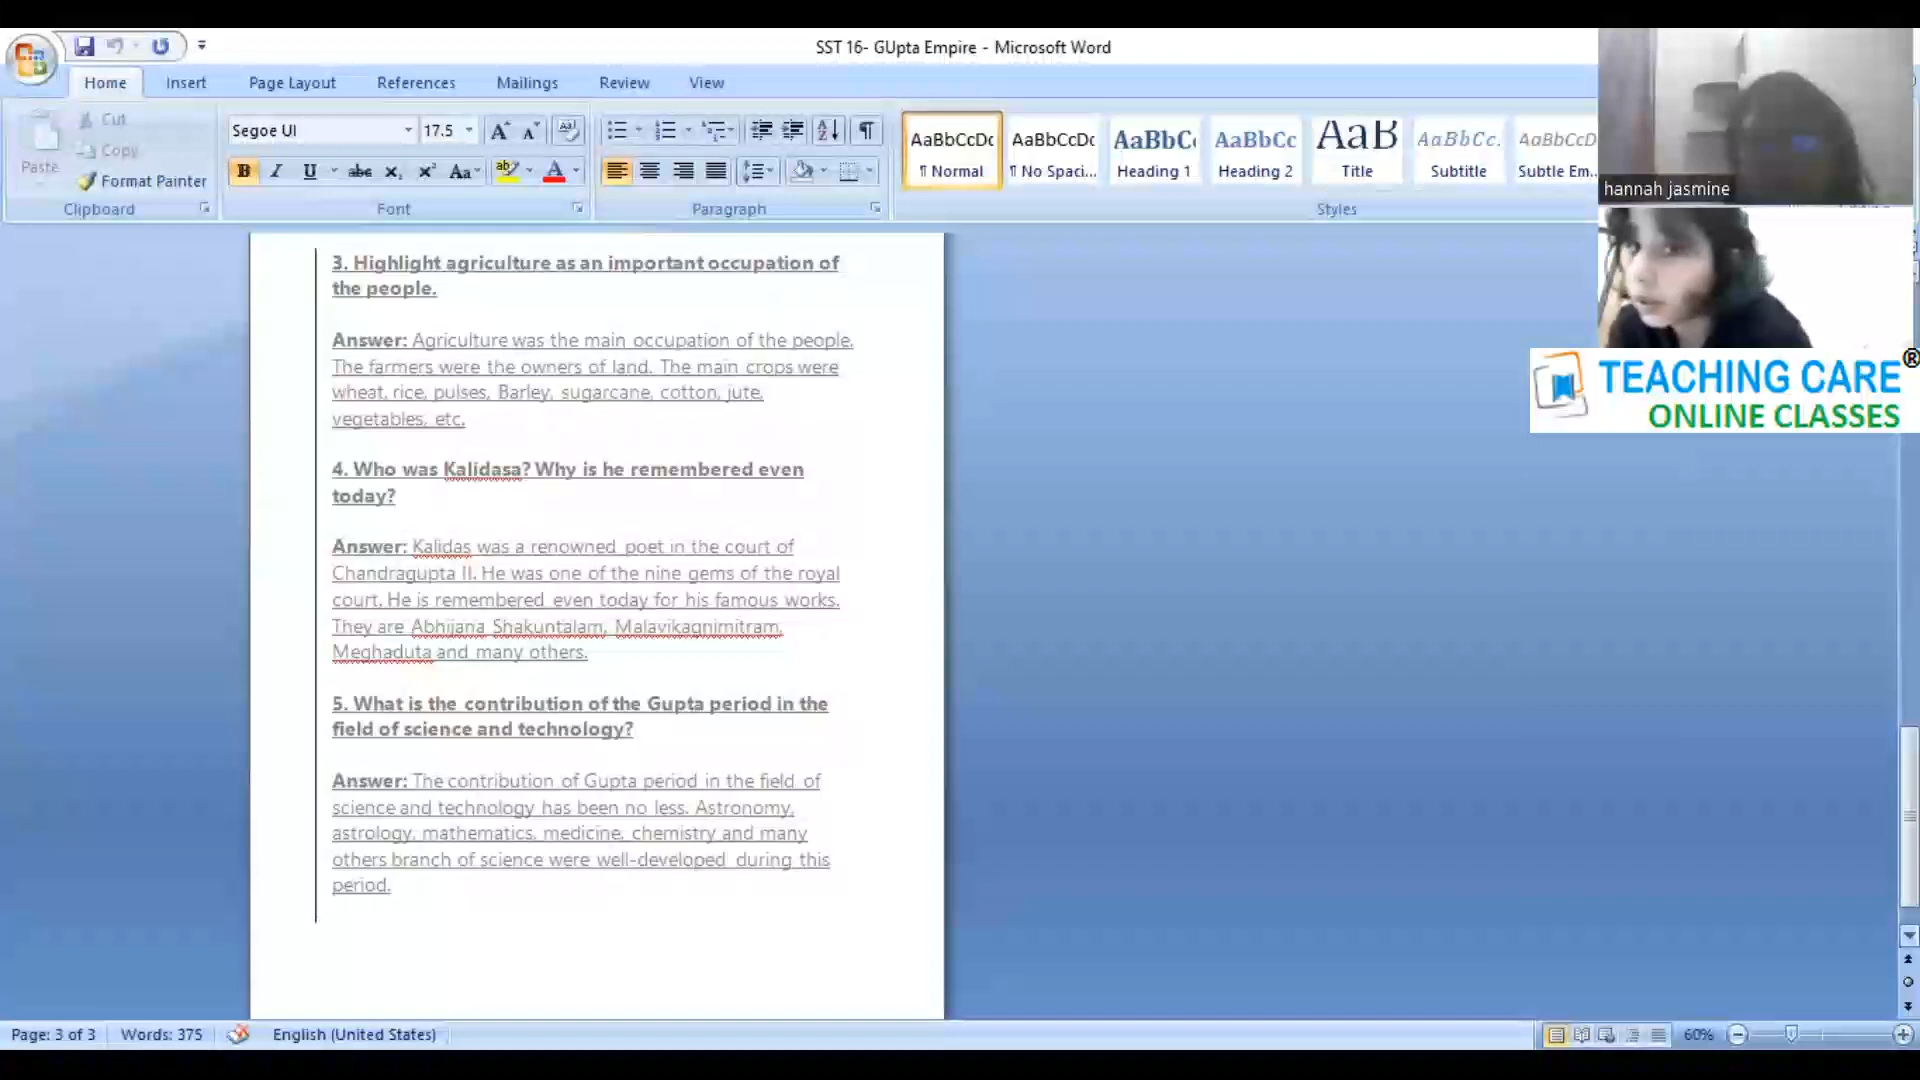 SST 16- GUpta Empire - Microsoft Word
Home Insert Page Layout References Mailings Review View
Cut
Copy
Paste
Format Painter
Clipboard
Segoe UI 17.5
Font
Paragraph
AaBbCcDc AaBbCcDc AaBbC AaBbCc AaB AaBbCc. AaBbCcD
¶ Normal ¶ No Spaci... Heading 1 Heading 2 Title Subtitle Subtle Em...
Styles
hannah jasmine
TEACHING CARE®
ONLINE CLASSES
3. Highlight agriculture as an important occupation of
the people.
Answer: Agriculture was the main occupation of the people.
The farmers were the owners of land. The main crops were
wheat, rice, pulses, Barley, sugarcane, cotton, jute,
vegetables, etc.
4. Who was Kalidasa? Why is he remembered even
today?
Answer: Kalidas was a renowned poet in the court of
Chandragupta II. He was one of the nine gems of the royal
court. He is remembered even today for his famous works.
They are Abhijana Shakuntalam, Malavikagnimitram,
Meghaduta and many others.
5. What is the contribution of the Gupta period in the
field of science and technology?
Answer: The contribution of Gupta period in the field of
science and technology has been no less. Astronomy,
astrology, mathematics, medicine, chemistry and many
others branch of science were well-developed during this
period.
Page: 3 of 3 Words: 375 English (United States) 60%